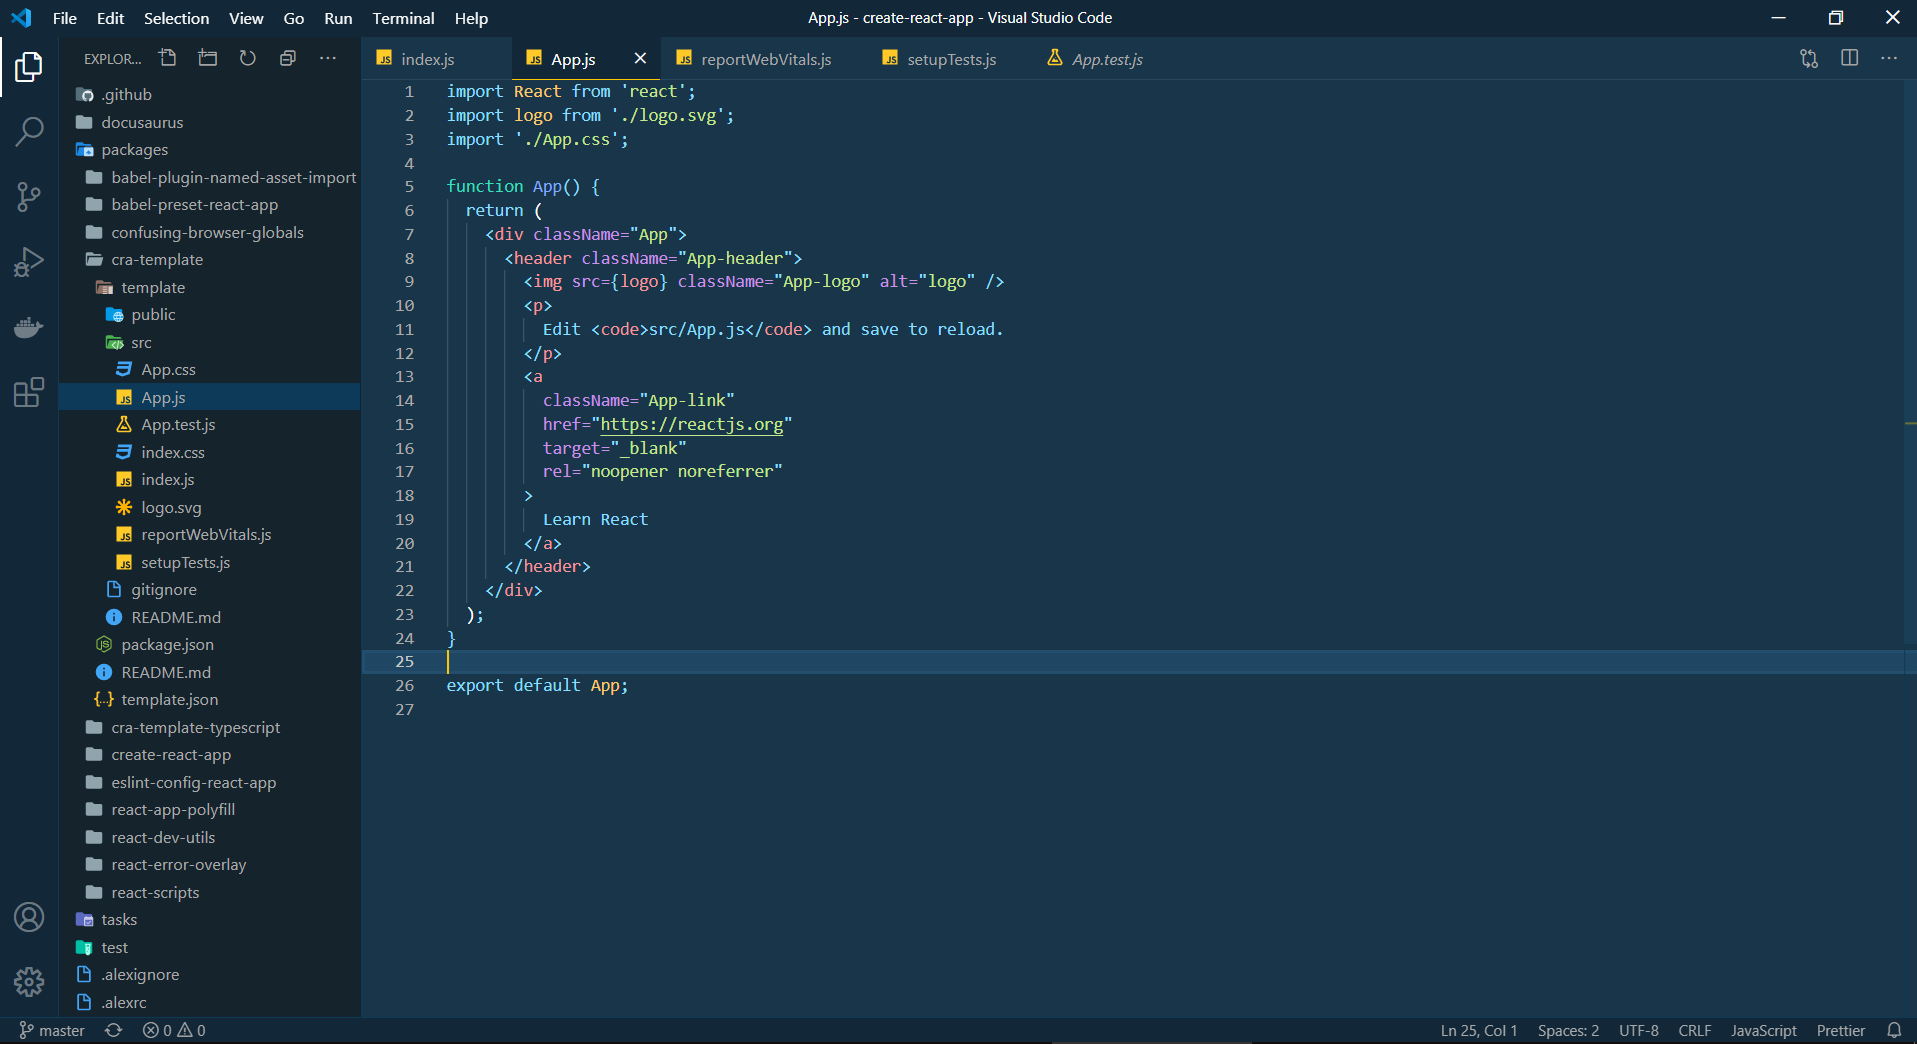 File Edit Selection View Go Run Terminal Help
App.js - create-react-app - Visual Studio Code
EXPLOR...
.github
docusaurus
packages
babel-plugin-named-asset-import
babel-preset-react-app
confusing-browser-globals
cra-template
template
public
src
App.css
App.js
App.test.js
index.css
index.js
logo.svg
reportWebVitals.js
setupTests.js
gitignore
README.md
package.json
README.md
template.json
cra-template-typescript
create-react-app
eslint-config-react-app
react-app-polyfill
react-dev-utils
react-error-overlay
react-scripts
tasks
test
.alexignore
.alexrc
index.js App.js reportWebVitals.js setupTests.js App.test.js
1 import React from 'react';
2 import logo from './logo.svg';
3 import './App.css';
4
5 function App() {
6 return (
7 <div className="App">
8 <header className="App-header">
9 <img src={logo} className="App-logo" alt="logo" />
10 <p>
11 Edit <code>src/App.js</code> and save to reload.
12 </p>
13 <a
14 className="App-link"
15 href="https://reactjs.org"
16 target="_blank"
17 rel="noopener noreferrer"
18 >
19 Learn React
20 </a>
21 </header>
22 </div>
23 );
24 }
25
26 export default App;
27
master 0 0 Ln 25, Col 1 Spaces: 2 UTF-8 CRLF JavaScript Prettier